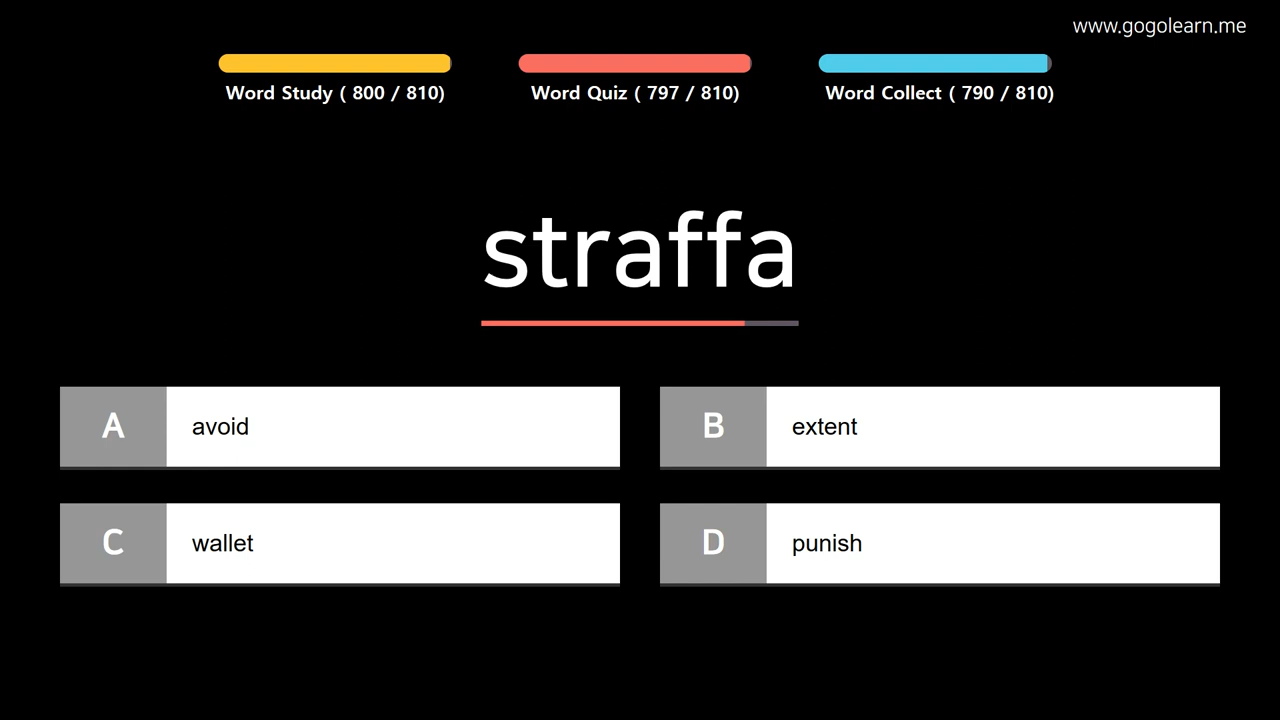 www.gogolearn.me
Word Study ( 800 / 810)
Word Quiz ( 797 / 810)
Word Collect ( 790 / 810)
straffa
A avoid
B extent
C wallet
D punish